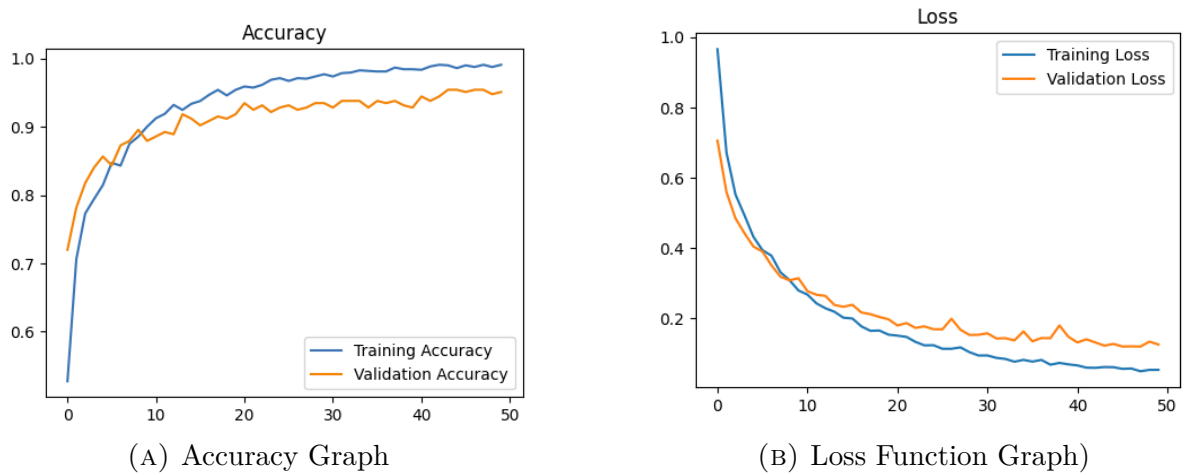 Accuracy
1.0
0.9
0.8
0.7
0.6
Training Accuracy
Validation Accuracy
0 10 20 30 40 50
(A) Accuracy Graph
Loss
1.0
0.8
0.6
0.4
0.2
Training Loss
Validation Loss
0 10 20 30 40 50
(B) Loss Function Graph)